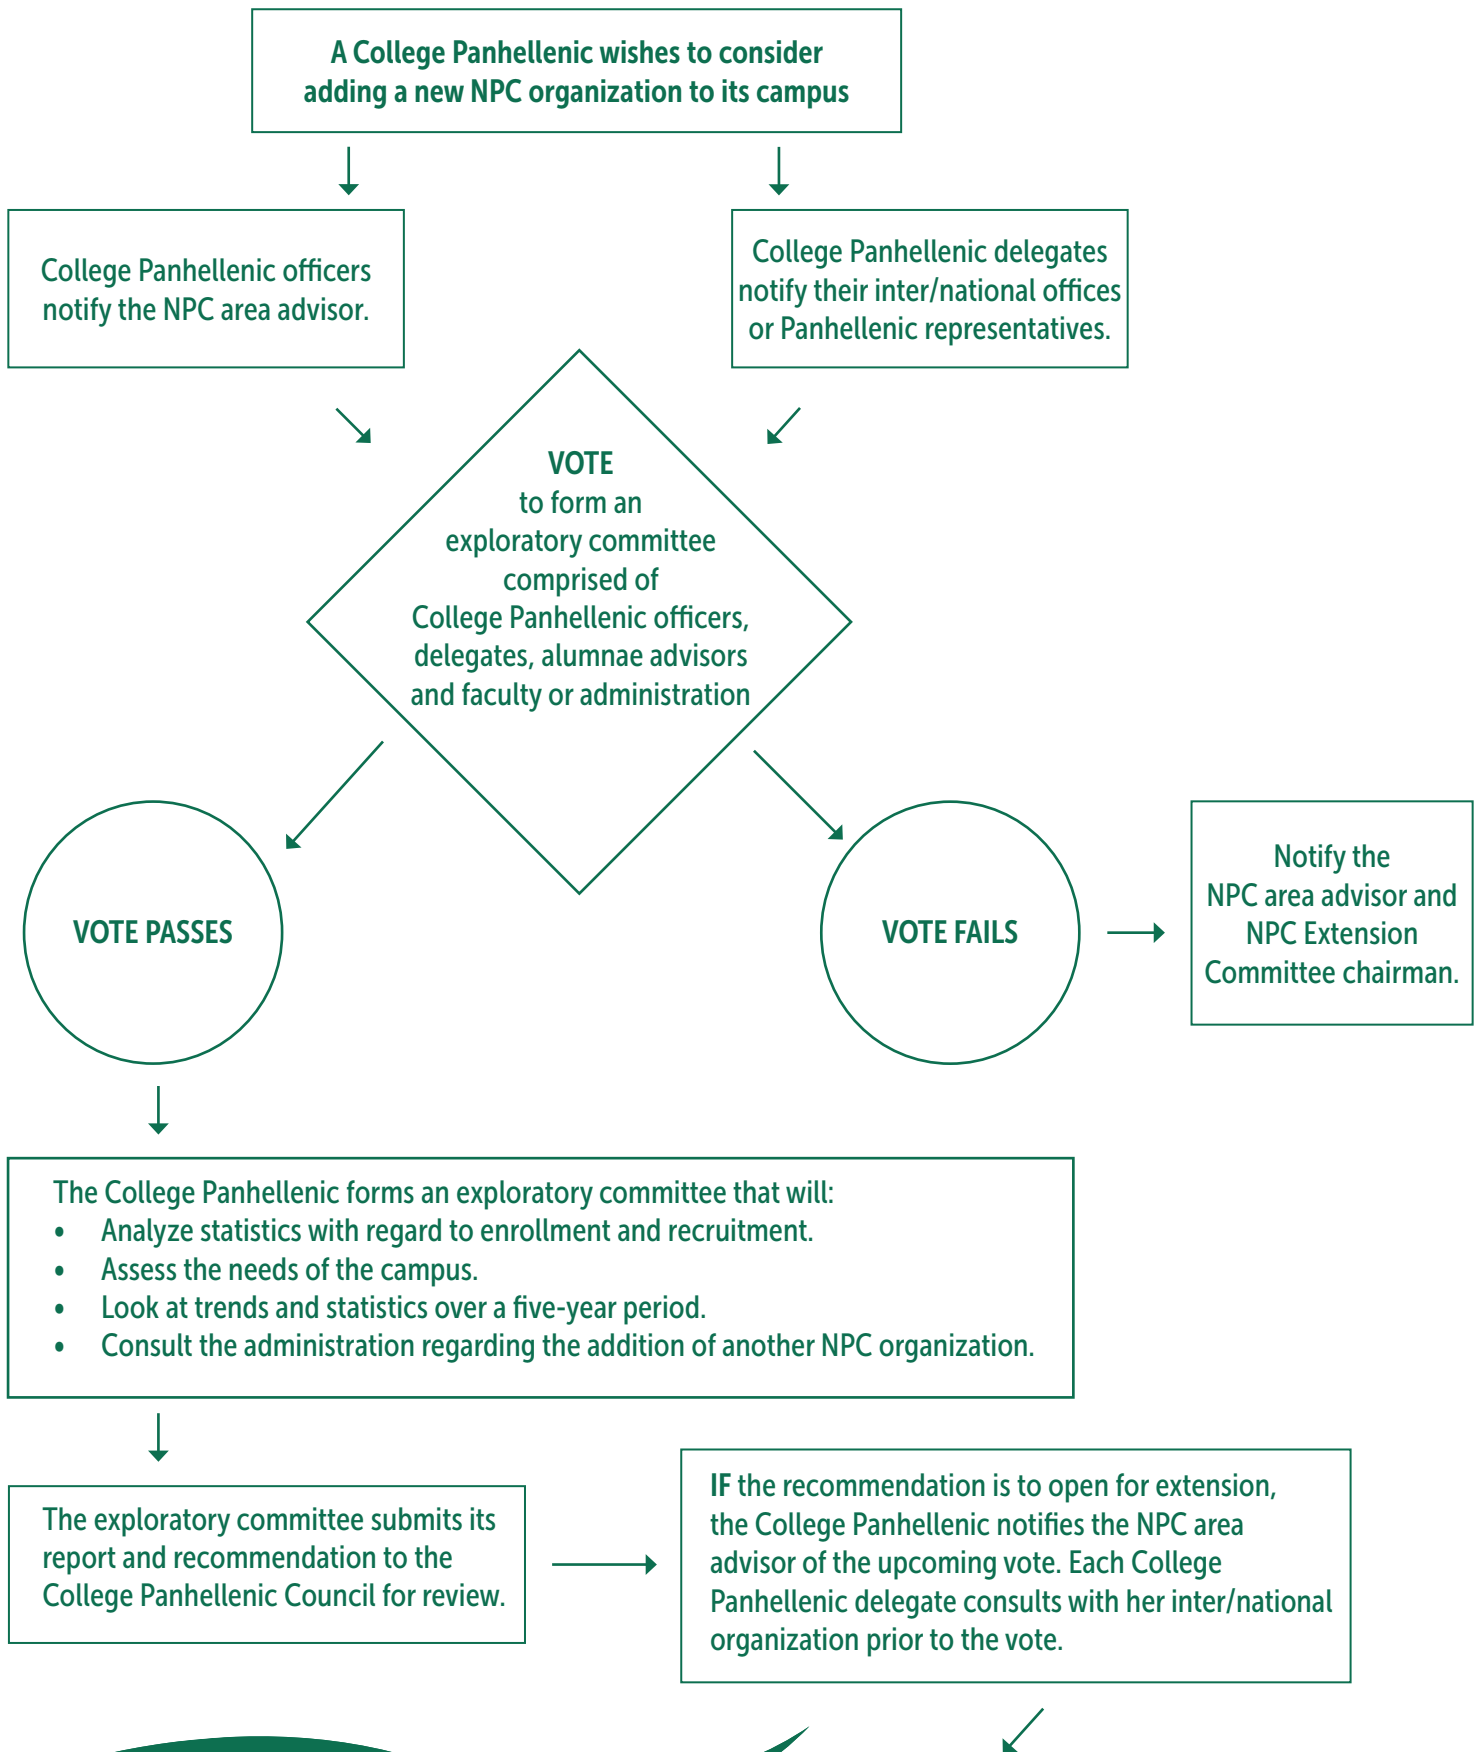 A College Panhellenic wishes to consider
adding a new NPC organization to its campus
College Panhellenic officers
notify the NPC area advisor.
College Panhellenic delegates
notify their inter/national offices
or Panhellenic representatives.
VOTE
to form an
exploratory committee
comprised of
College Panhellenic officers,
delegates, alumnae advisors
and faculty or administration
VOTE PASSES
VOTE FAILS
Notify the
NPC area advisor and
NPC Extension
Committee chairman.
The College Panhellenic forms an exploratory committee that will:
• Analyze statistics with regard to enrollment and recruitment.
• Assess the needs of the campus.
• Look at trends and statistics over a five-year period.
• Consult the administration regarding the addition of another NPC organization.
The exploratory committee submits its
report and recommendation to the
College Panhellenic Council for review.
IF the recommendation is to open for extension,
the College Panhellenic notifies the NPC area
advisor of the upcoming vote. Each College
Panhellenic delegate consults with her inter/national
organization prior to the vote.